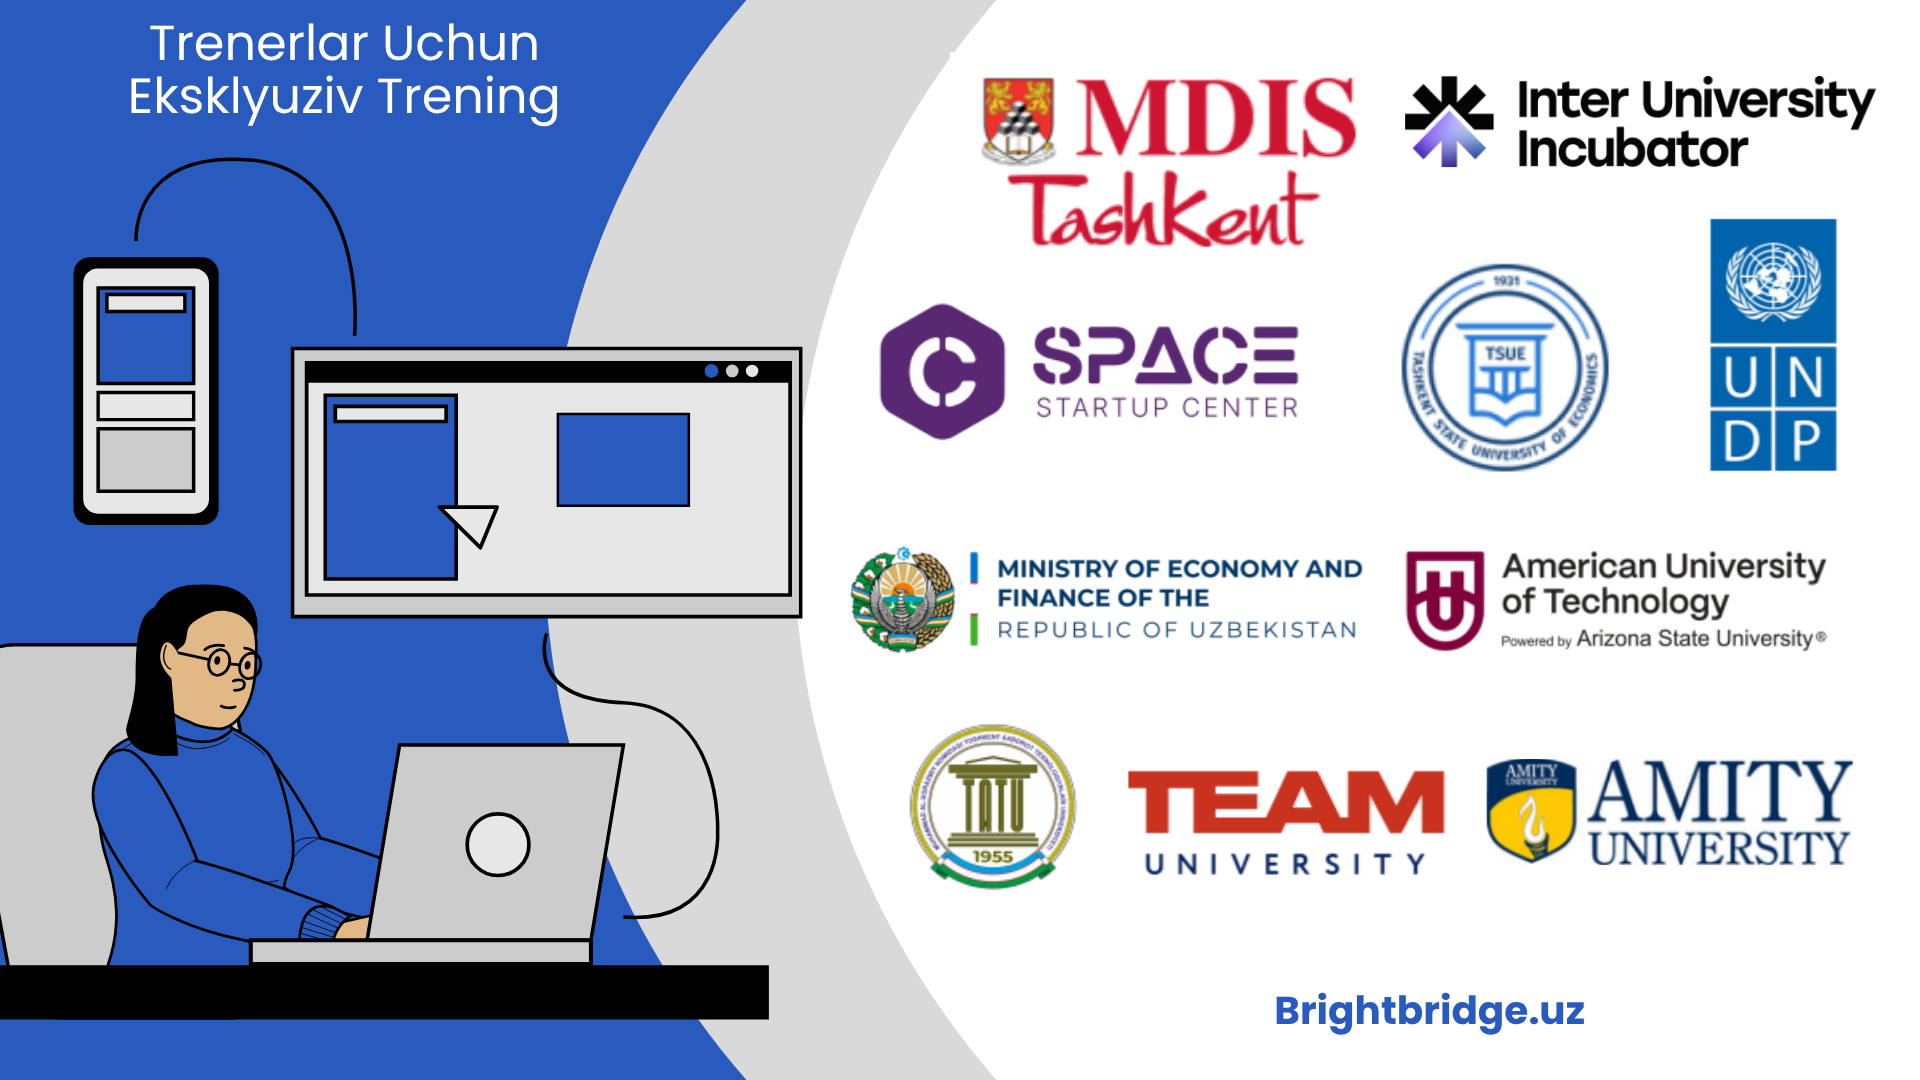 Trenerlar Uchun
Eksklyuziv Trening
MDIS
Tashkent
Inter University
Incubator
SPACE
STARTUP CENTER
1931
TSUE
TASHKENT STATE UNIVERSITY OF ECONOMICS
U N
D P
MINISTRY OF ECONOMY AND
FINANCE OF THE
REPUBLIC OF UZBEKISTAN
American University
of Technology
Powered by Arizona State University®
TATU
1955
TEAM
UNIVERSITY
AMITY
UNIVERSITY
AMITY
UNIVERSITY
Brightbridge.uz